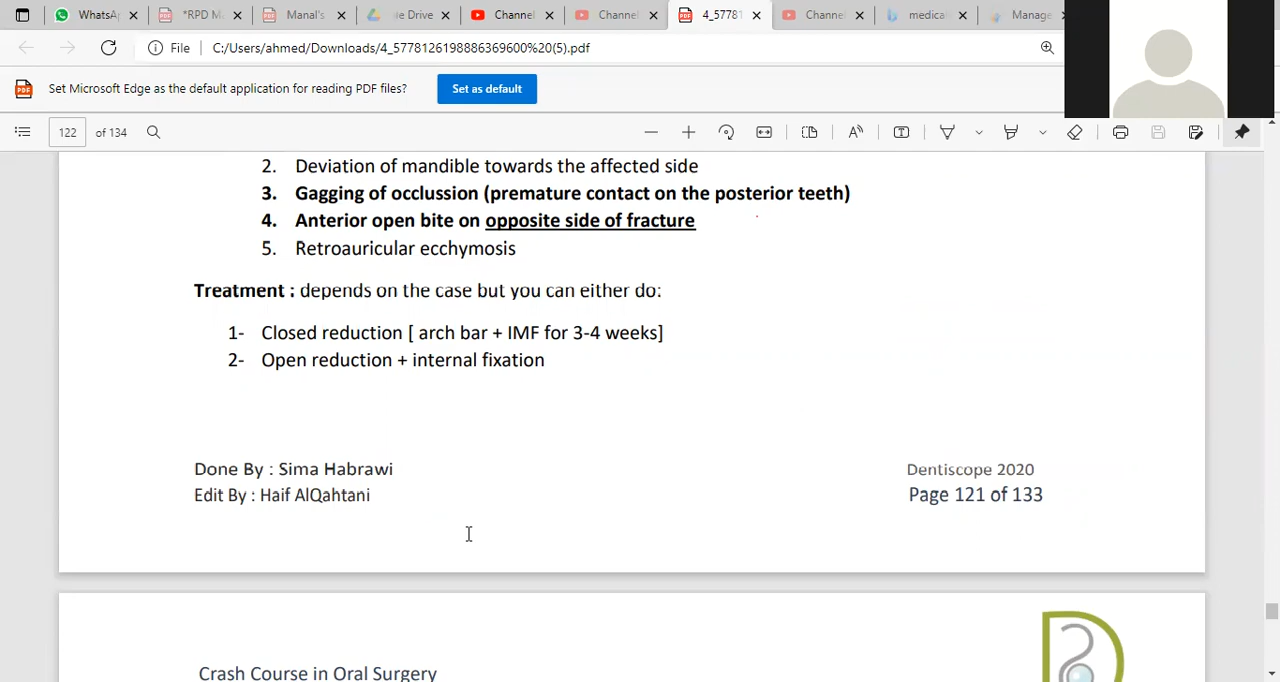 WhatsA
*RPD M
Manal's
e Drive
Channel
Channel
4_57781
Channel
medica
Manage
File
C:/Users/ahmed/Downloads/4_5778126198886369600%20(5).pdf
Set Microsoft Edge as the default application for reading PDF files?
Set as default
122 of 134
2. Deviation of mandible towards the affected side
3. Gagging of occlussion (premature contact on the posterior teeth)
4. Anterior open bite on opposite side of fracture
5. Retroauricular ecchymosis
Treatment : depends on the case but you can either do:
1- Closed reduction [ arch bar + IMF for 3-4 weeks]
2- Open reduction + internal fixation
Done By : Sima Habrawi
Dentiscope 2020
Edit By : Haif AlQahtani
Page 121 of 133
Crash Course in Oral Surgery